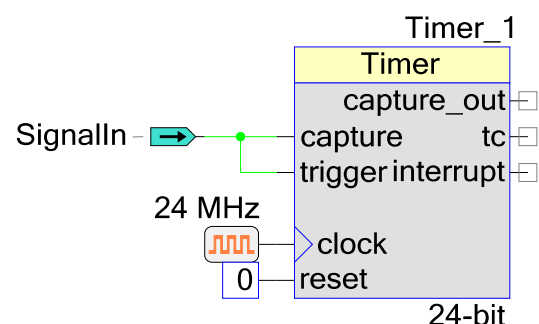 Timer_1
Timer
capture_out
SignalIn
capture
tc
trigger
interrupt
24 MHz
clock
0
reset
24-bit